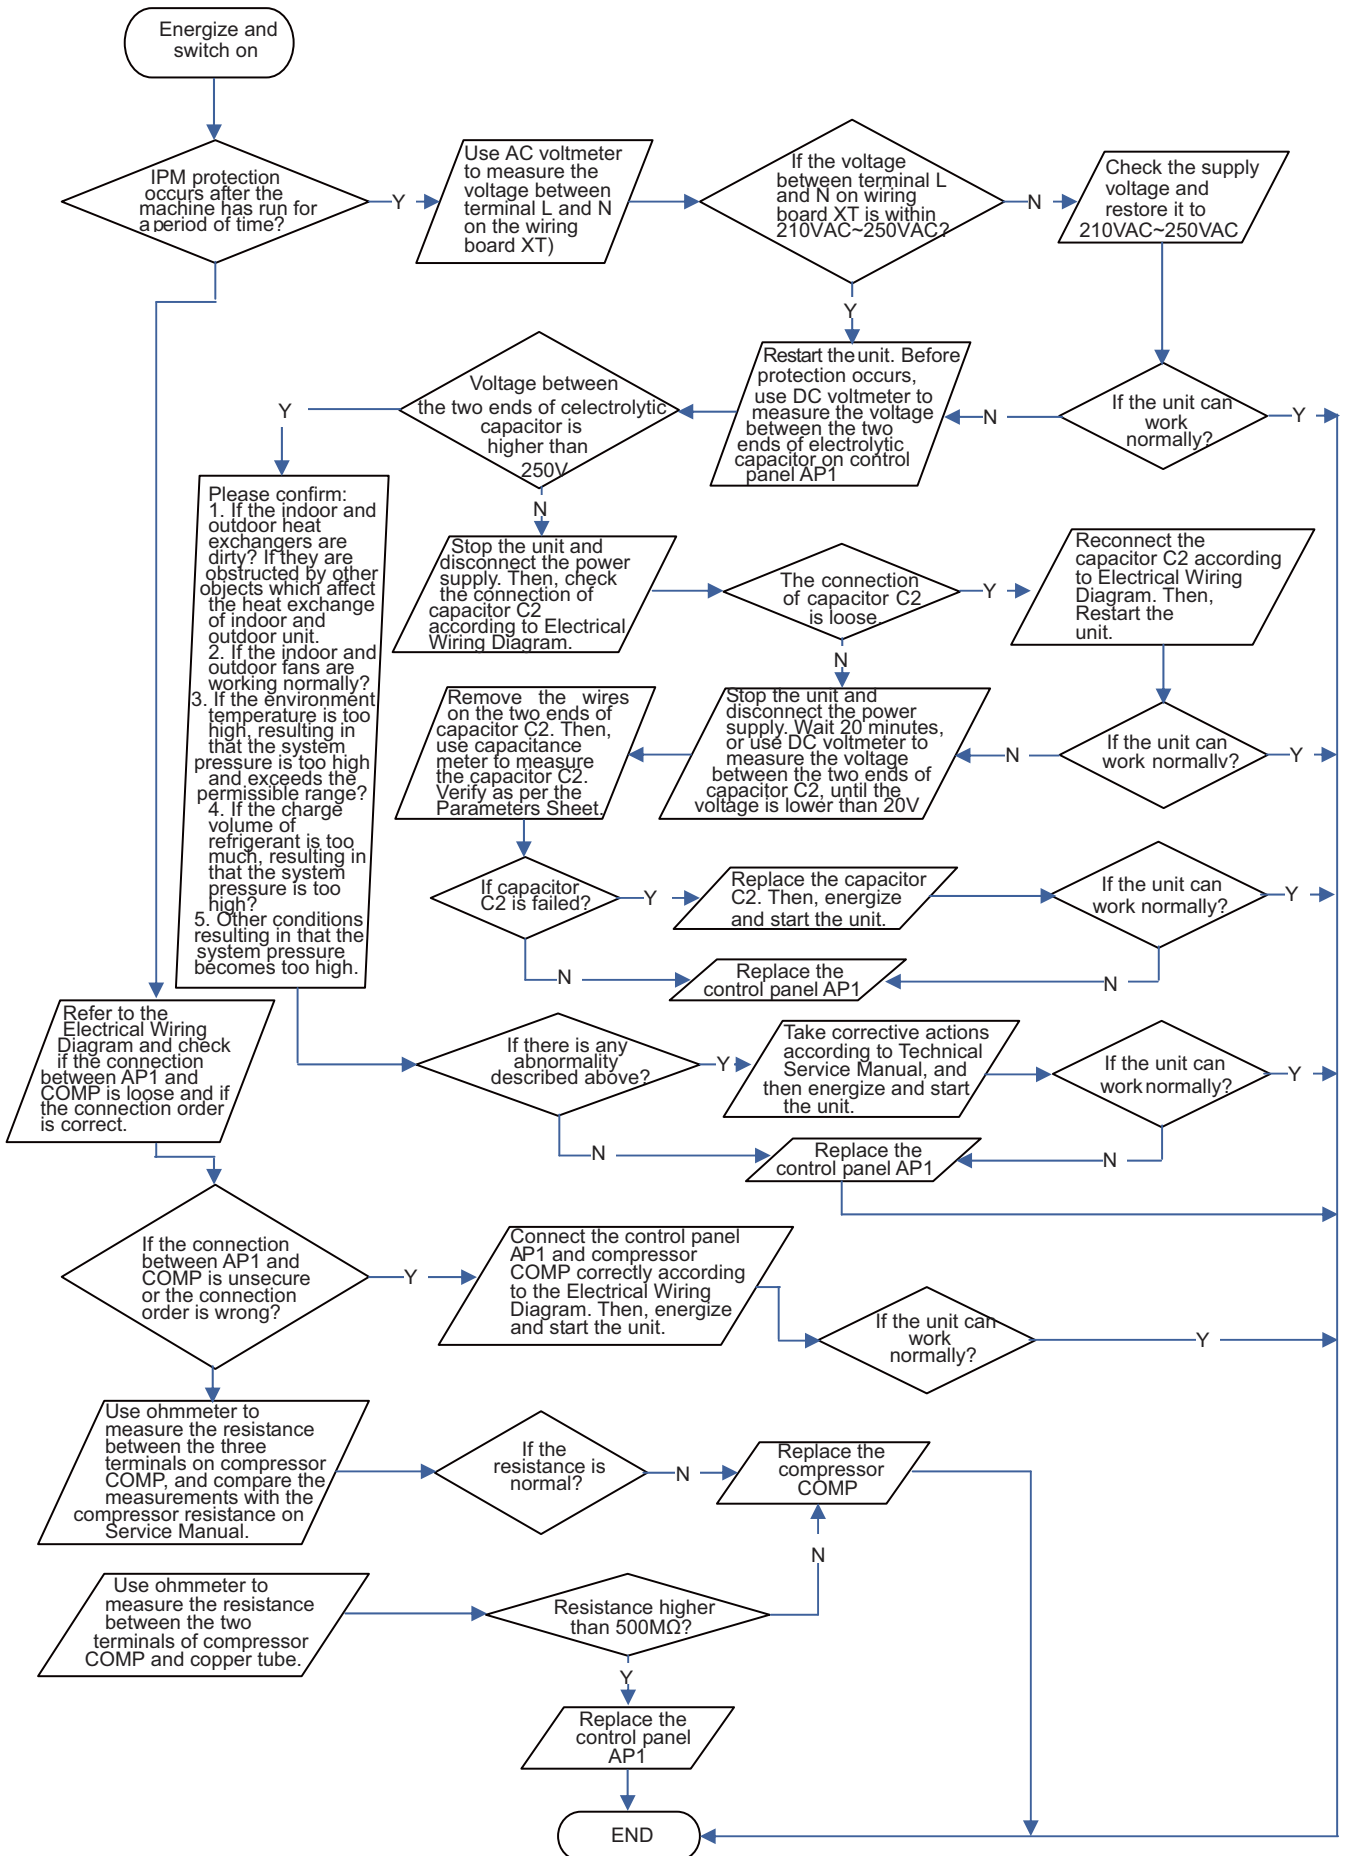 Energize and
switch on
IPM protection
occurs after the
machine has run for
a period of time?
Y
Use AC voltmeter
to measure the
voltage between
terminal L and N
on the wiring
board XT)
If the voltage
between terminal L
and N on wiring
board XT is within
210VAC~250VAC?
N
Check the supply
voltage and
restore it to
210VAC~250VAC
Y
Restart the unit. Before
protection occurs,
use DC voltmeter to
measure the voltage
between the two
ends of electrolytic
capacitor on control
panel AP1
N
If the unit can
work
normally?
Y
Voltage between
the two ends of celectrolytic
capacitor is
higher than
250V
Y
N
Please confirm:
1. If the indoor and
outdoor heat
exchangers are
dirty? If they are
obstructed by other
objects which affect
the heat exchange
of indoor and
outdoor unit.
2. If the indoor and
outdoor fans are
working normally?
3. If the environment
temperature is too
high, resulting in
that the system
pressure is too high
and exceeds the
permissible range?
4. If the charge
volume of
refrigerant is too
much, resulting in
that the system
pressure is too
high?
5. Other conditions
resulting in that the
system pressure
becomes too high.
Stop the unit and
disconnect the power
supply. Then, check
the connection of
capacitor C2
according to Electrical
Wiring Diagram.
The connection
of capacitor C2
is loose.
Y
Reconnect the
capacitor C2 according
to Electrical Wiring
Diagram. Then,
Restart the
unit.
N
Remove the wires
on the two ends of
capacitor C2. Then,
use capacitance
meter to measure
the capacitor C2.
Verify as per the
Parameters Sheet.
Stop the unit and
disconnect the power
supply. Wait 20 minutes,
or use DC voltmeter to
measure the voltage
between the two ends of
capacitor C2, until the
voltage is lower than 20V
N
If the unit can
work normally?
Y
If capacitor
C2 is failed?
Y
Replace the capacitor
C2. Then, energize
and start the unit.
If the unit can
work normally?
Y
N
Replace the
control panel AP1
N
Refer to the
Electrical Wiring
Diagram and check
if the connection
between AP1 and
COMP is loose and if
the connection order
is correct.
If there is any
abnormality
described above?
Y
Take corrective actions
according to Technical
Service Manual, and
then energize and start
the unit.
If the unit can
work normally?
Y
N
Replace the
control panel AP1
N
If the connection
between AP1 and
COMP is unsecure
or the connection
order is wrong?
Y
Connect the control panel
AP1 and compressor
COMP correctly according
to the Electrical Wiring
Diagram. Then, energize
and start the unit.
If the unit can
work
normally?
Y
Use ohmmeter to
measure the resistance
between the three
terminals on compressor
COMP, and compare the
measurements with the
compressor resistance on
Service Manual.
If the
resistance is
normal?
N
Replace the
compressor
COMP
N
Use ohmmeter to
measure the resistance
between the two
terminals of compressor
COMP and copper tube.
Resistance higher
than 500MΩ?
Y
Replace the
control panel
AP1
END